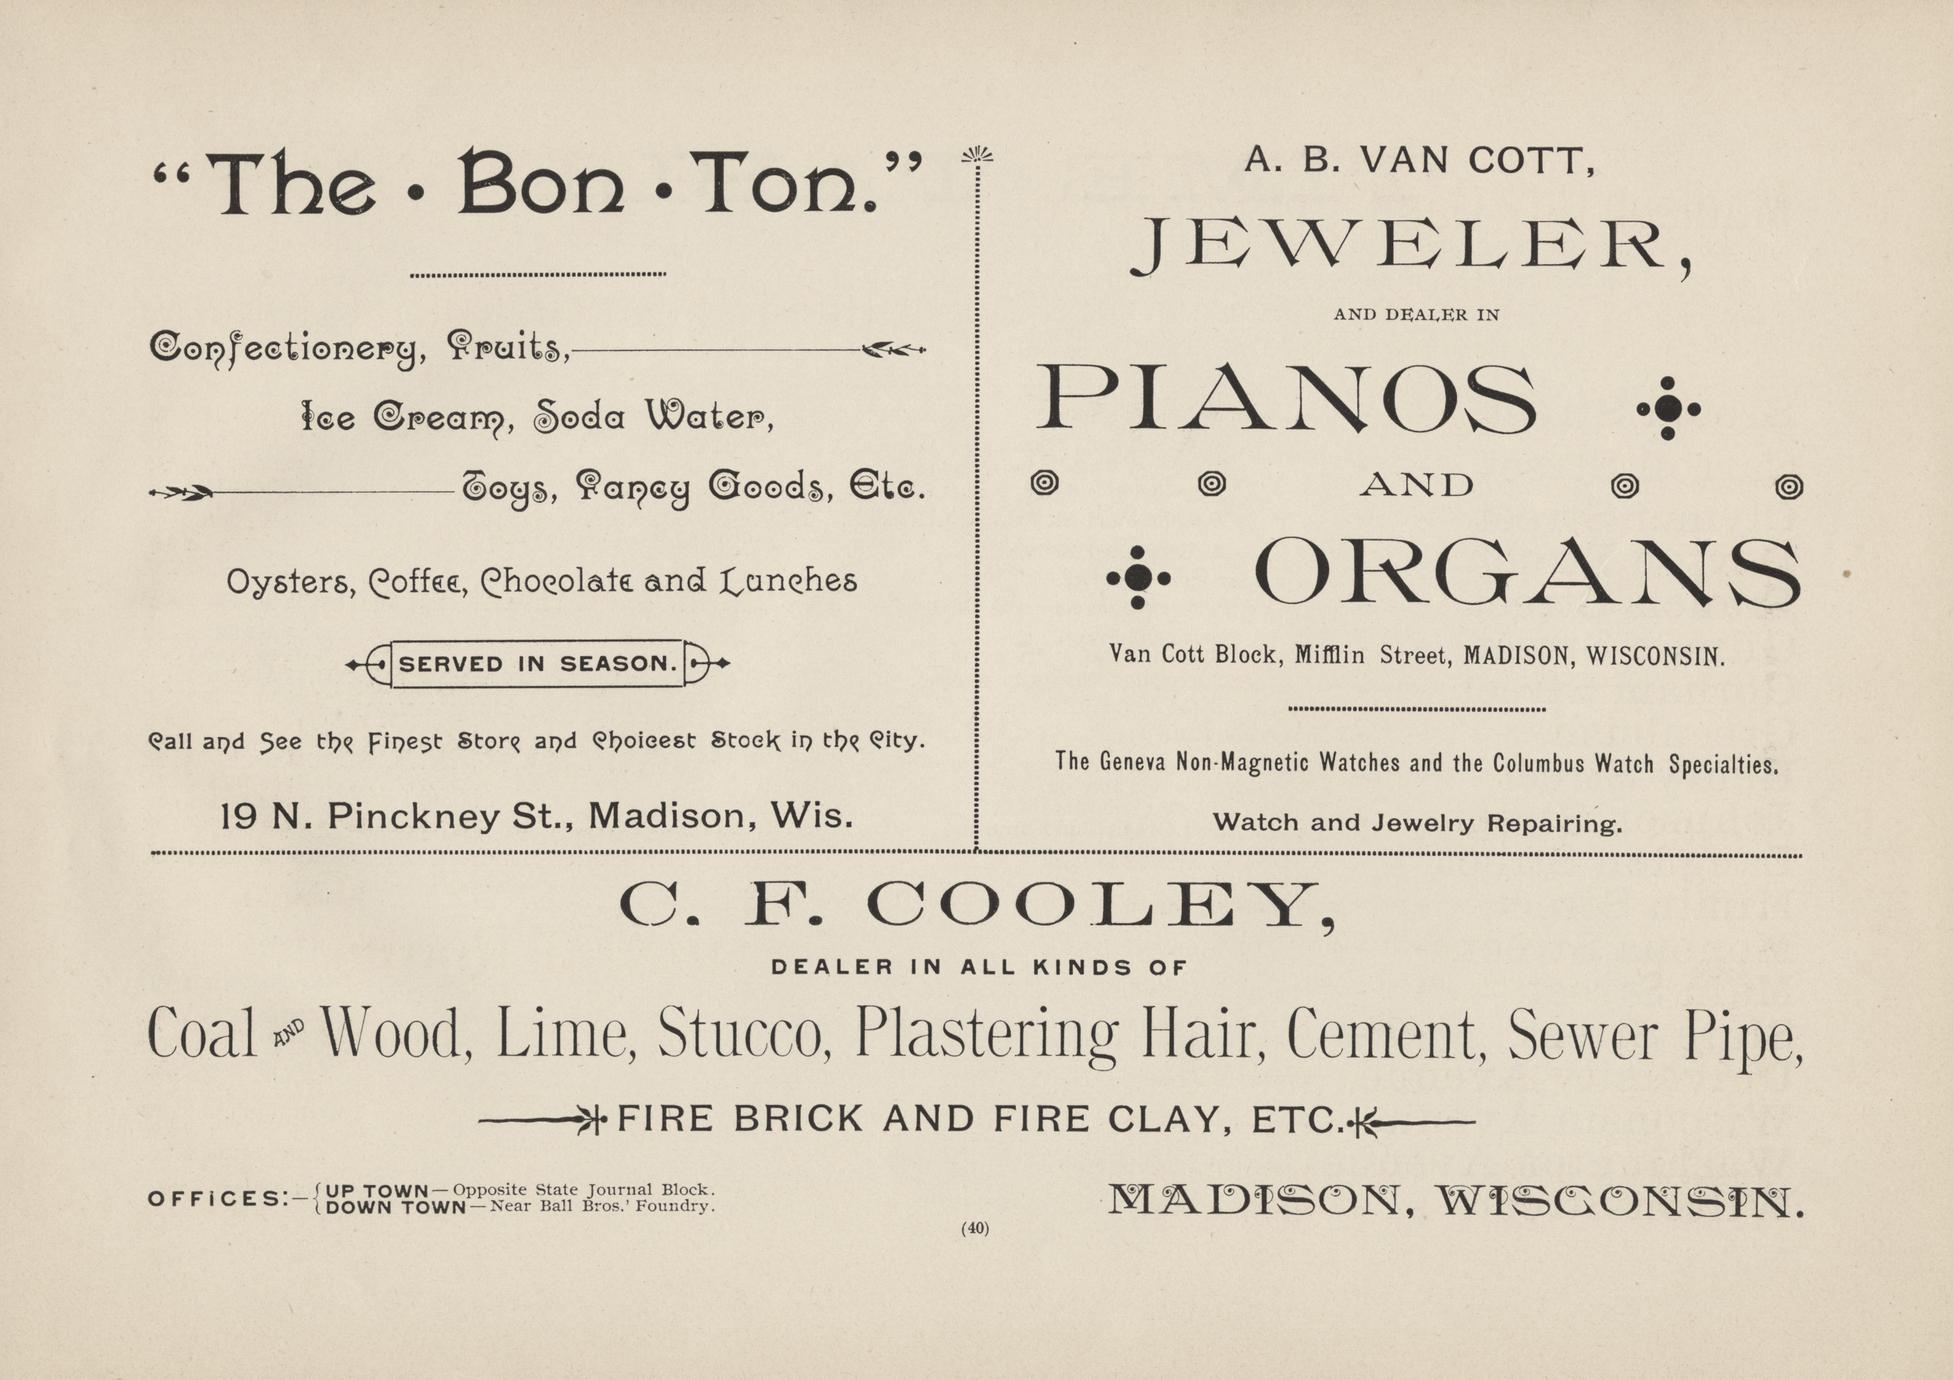 “The · Bon · Ton.”
Confectionery, Fruits,
Ice Cream, Soda Water,
Toys, Fancy Goods, Etc.
Oysters, Coffee, Chocolate and Lunches
SERVED IN SEASON.
Call and See the Finest Store and Choicest Stock in the City.
19 N. Pinckney St., Madison, Wis.
A. B. VAN COTT,
JEWELER,
AND DEALER IN
PIANOS
AND
ORGANS
Van Cott Block, Mifflin Street, MADISON, WISCONSIN.
The Geneva Non-Magnetic Watches and the Columbus Watch Specialties.
Watch and Jewelry Repairing.
C. F. COOLEY,
DEALER IN ALL KINDS OF
Coal AND Wood, Lime, Stucco, Plastering Hair, Cement, Sewer Pipe,
FIRE BRICK AND FIRE CLAY, ETC.
OFFICES:—{UP TOWN—Opposite State Journal Block.
DOWN TOWN—Near Ball Bros.’ Foundry.
MADISON, WISCONSIN.
(40)